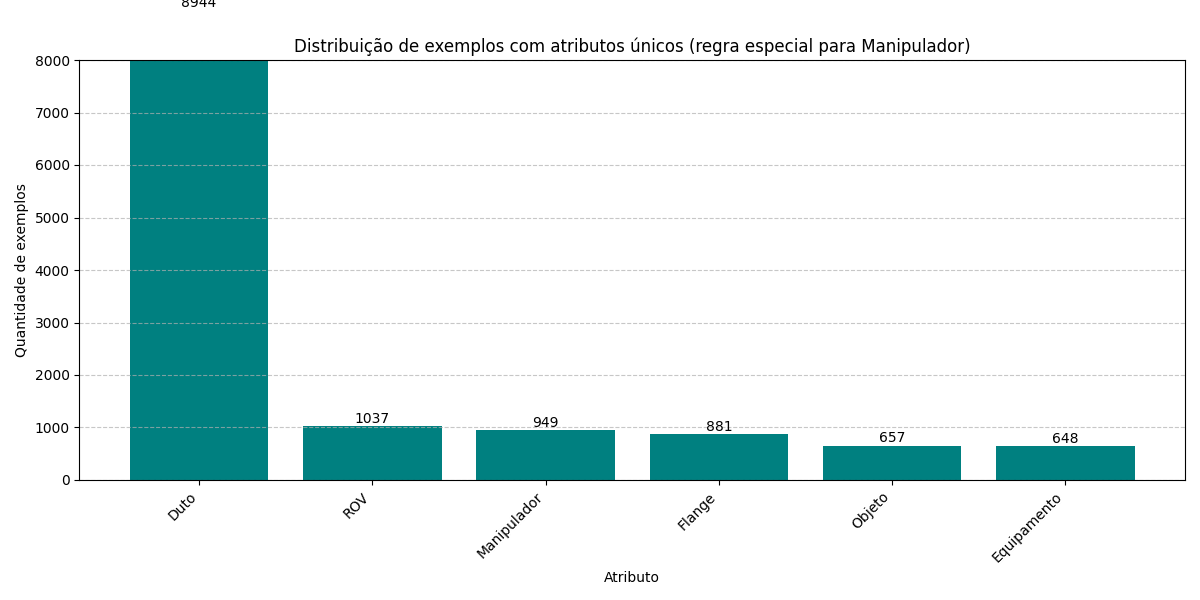 8944
Distribuição de exemplos com atributos únicos (regra especial para Manipulador)
Quantidade de exemplos
8000
7000
6000
5000
4000
3000
2000
1000
0
1037
949
881
657
648
Duto
ROV
Manipulador
Flange
Objeto
Equipamento
Atributo